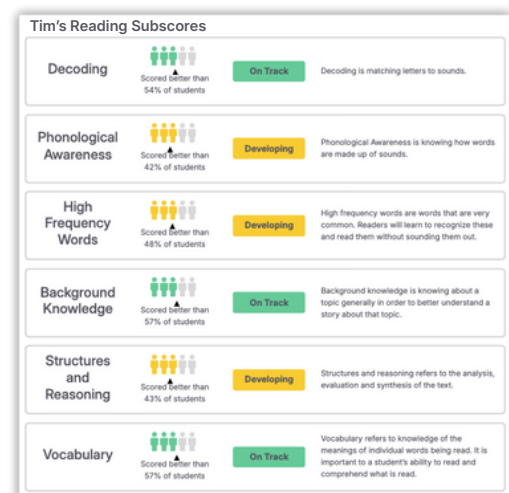 Tim's Reading Subscores
Decoding
Scored better than
54% of students
On Track
Decoding is matching letters to sounds.
Phonological
Awareness
Scored better than
42% of students
Developing
Phonological Awareness is knowing how words
are made up of sounds.
High
Frequency
Words
Scored better than
48% of students
Developing
High frequency words are words that are very
common. Readers will learn to recognize these
and read them without sounding them out.
Background
Knowledge
Scored better than
57% of students
On Track
Background knowledge is knowing about a
topic generally in order to better understand a
story about that topic.
Structures
and
Reasoning
Scored better than
43% of students
Developing
Structures and reasoning refers to the analysis,
evaluation and synthesis of the text.
Vocabulary
Scored better than
57% of students
On Track
Vocabulary refers to knowledge of the
meanings of individual words being read. It is
important to a student's ability to read and
comprehend what is read.